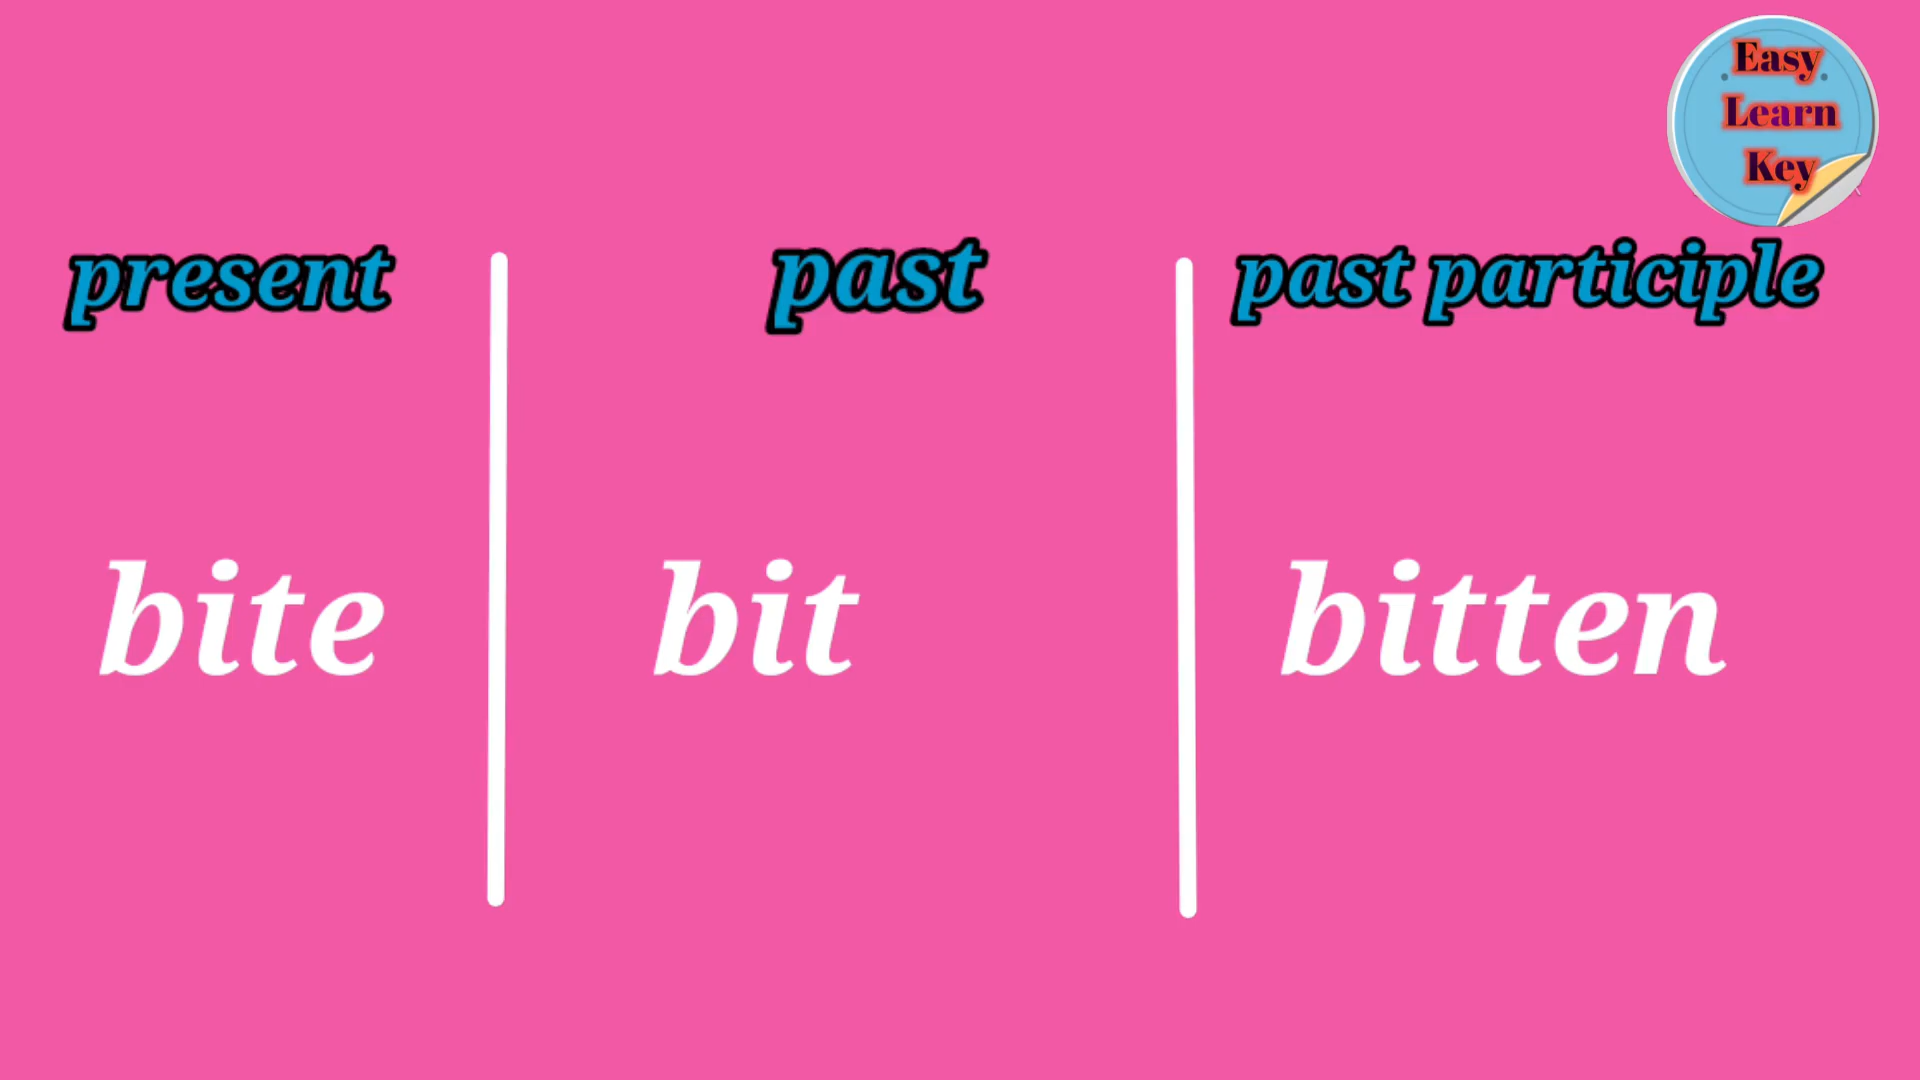 Easy
Learn
Key
present past past participle
bite bit bitten